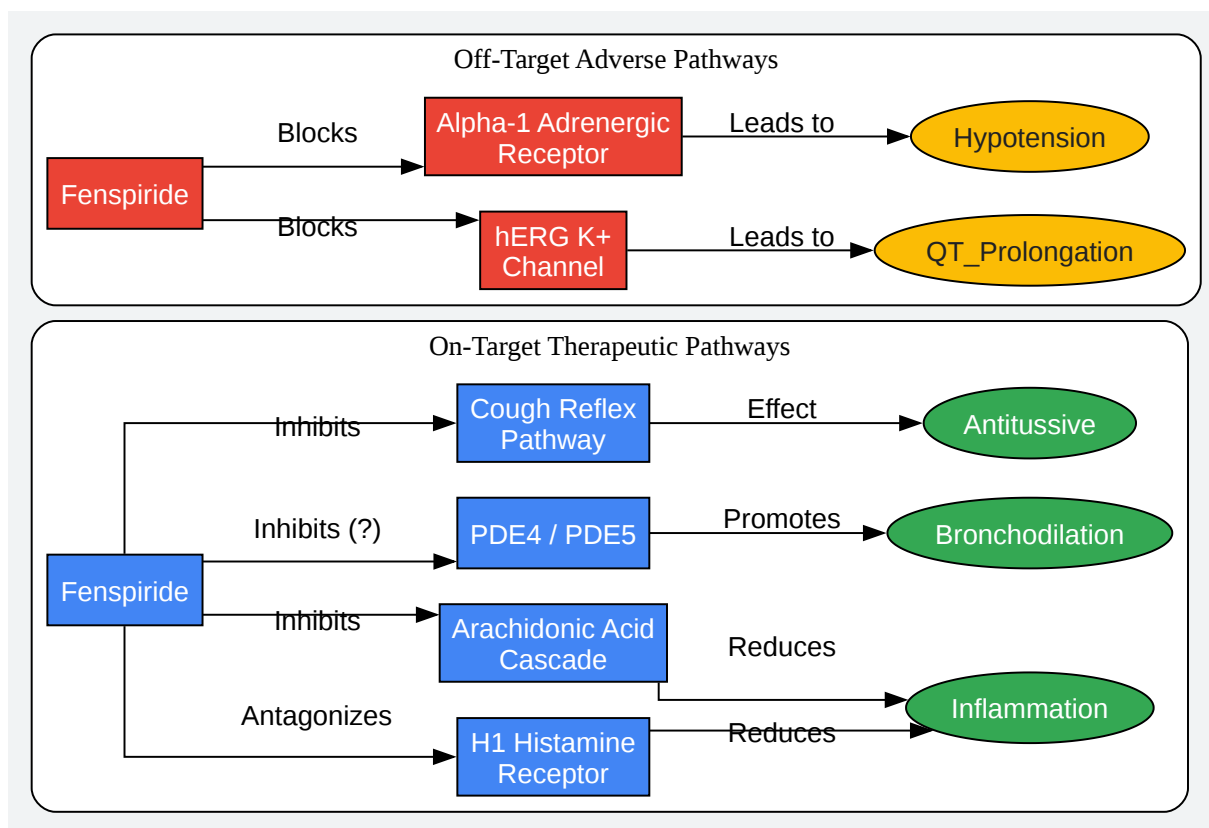 Off-Target Adverse Pathways
Fenspiride
Blocks
Alpha-1 Adrenergic
Receptor
Leads to
Hypotension
Blocks
hERG K+
Channel
Leads to
QT_Prolongation
On-Target Therapeutic Pathways
Fenspiride
Inhibits
Cough Reflex
Pathway
Effect
Antitussive
Inhibits (?)
PDE4 / PDE5
Promotes
Bronchodilation
Inhibits
Arachidonic Acid
Cascade
Reduces
Inflammation
Antagonizes
H1 Histamine
Receptor
Reduces